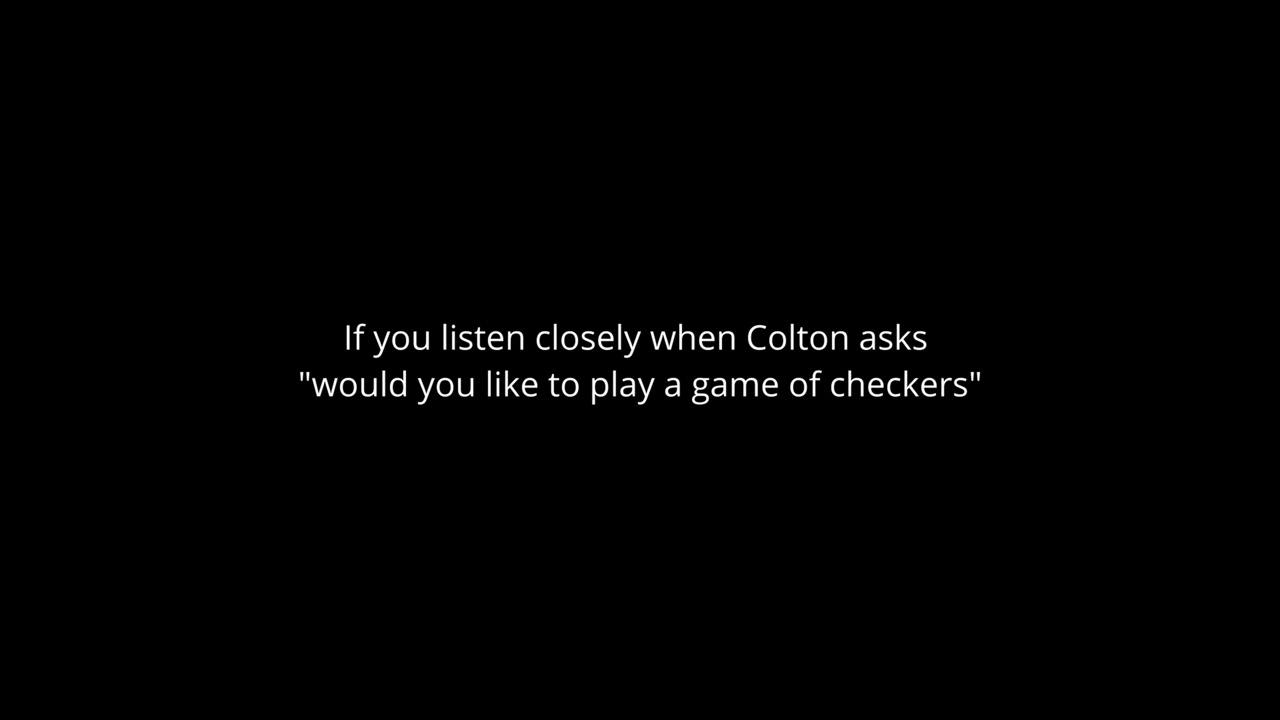 If you listen closely when Colton asks
"would you like to play a game of checkers"